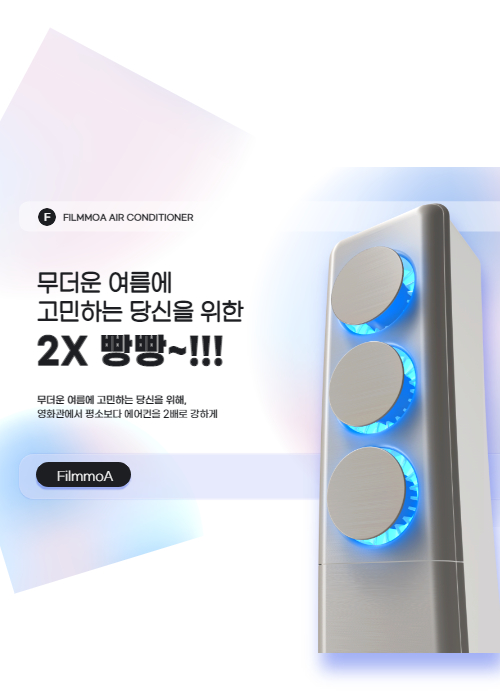 F FILMMOA AIR CONDITIONER
무더운 여름에
고민하는 당신을 위한
2X 빵빵~!!!
무더운 여름에 고민하는 당신을 위해,
영화관에서 평소보다 에어컨을 2배로 강하게
FilmmoA